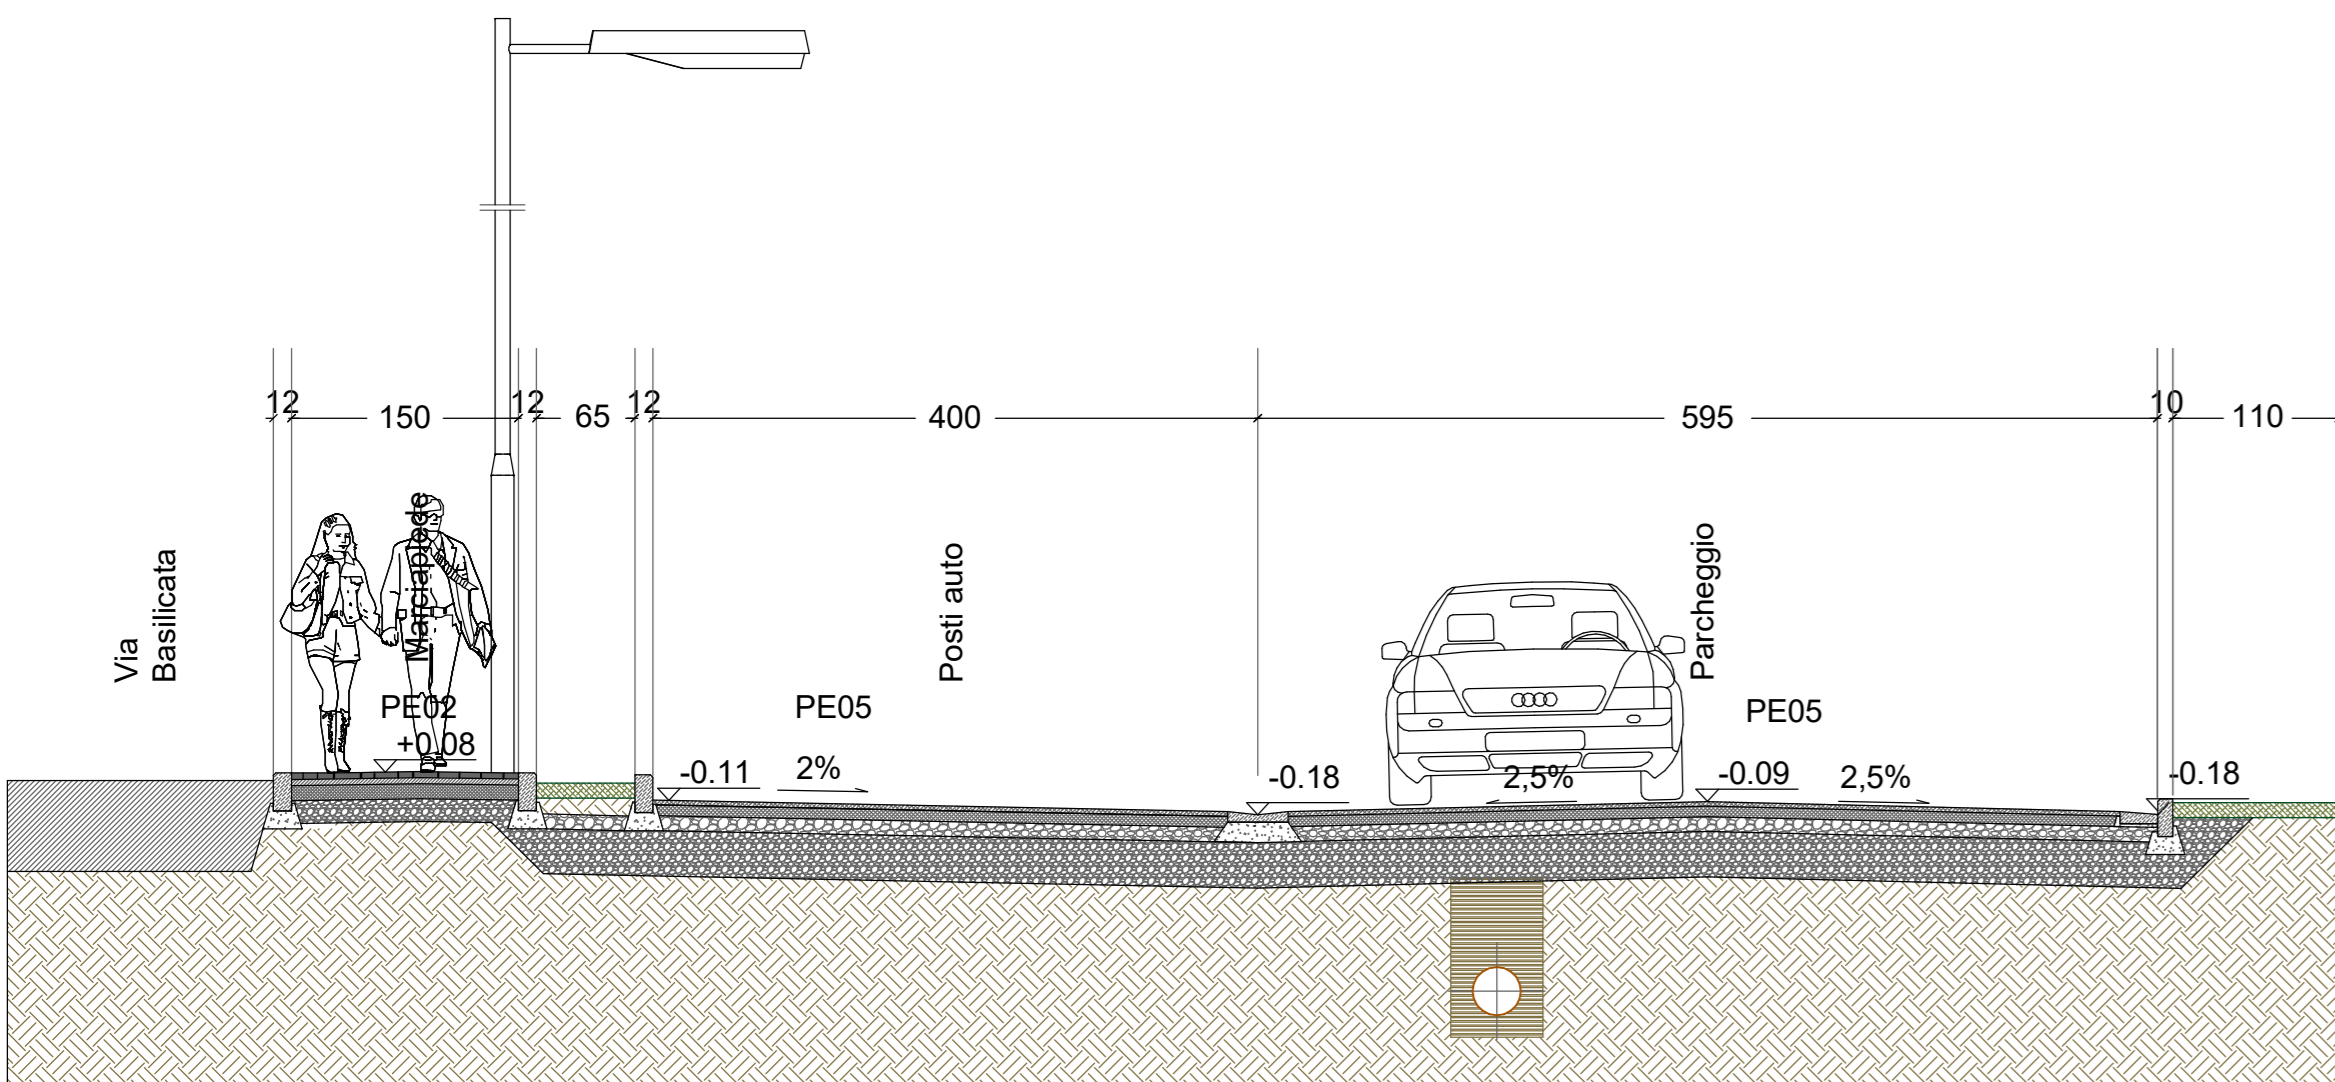 12
150
12
65
12
400
595
10
110
Via
Basilicata
Marciapiede
Posti auto
Parcheggio
PE02
PE05
PE05
+0.08
-0.11
2%
-0.18
2,5%
-0.09
2,5%
-0.18